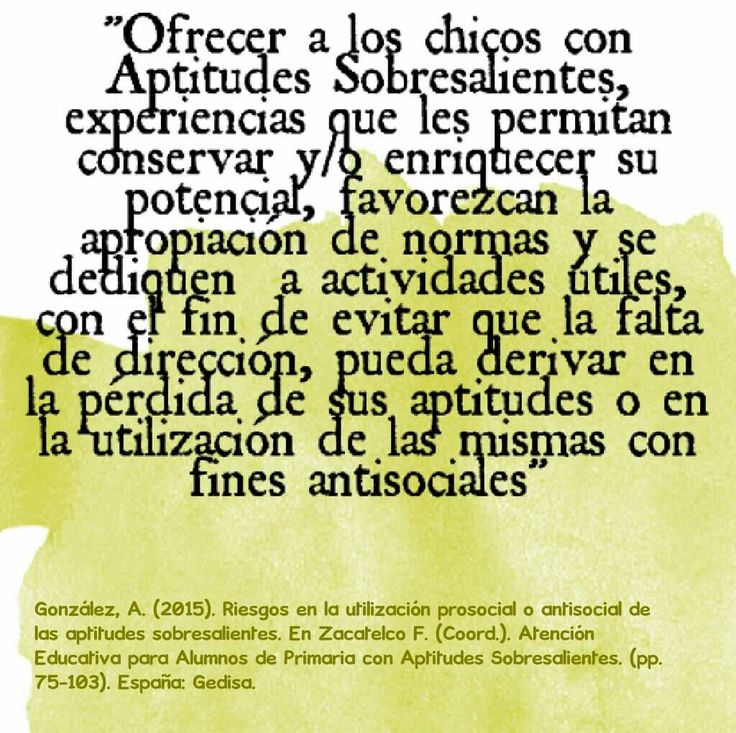 "Ofrecer a los chicos con
Aptitudes Sobresalientes,
experiencias que les permitan
conservar y/o enriquecer su
potencial, favorezcan la
apropiación de normas y se
dediquen a actividades útiles,
con el fin de evitar que la falta
de dirección, pueda derivar en
la pérdida de sus aptitudes o en
la utilización de las mismas con
fines antisociales"
González, A. (2015). Riesgos en la utilización prosocial o antisocial de
las aptitudes sobresalientes. En Zacatelco F. (Coord.). Atención
Educativa para Alumnos de Primaria con Aptitudes Sobresalientes. (pp.
75-103). España: Gedisa.